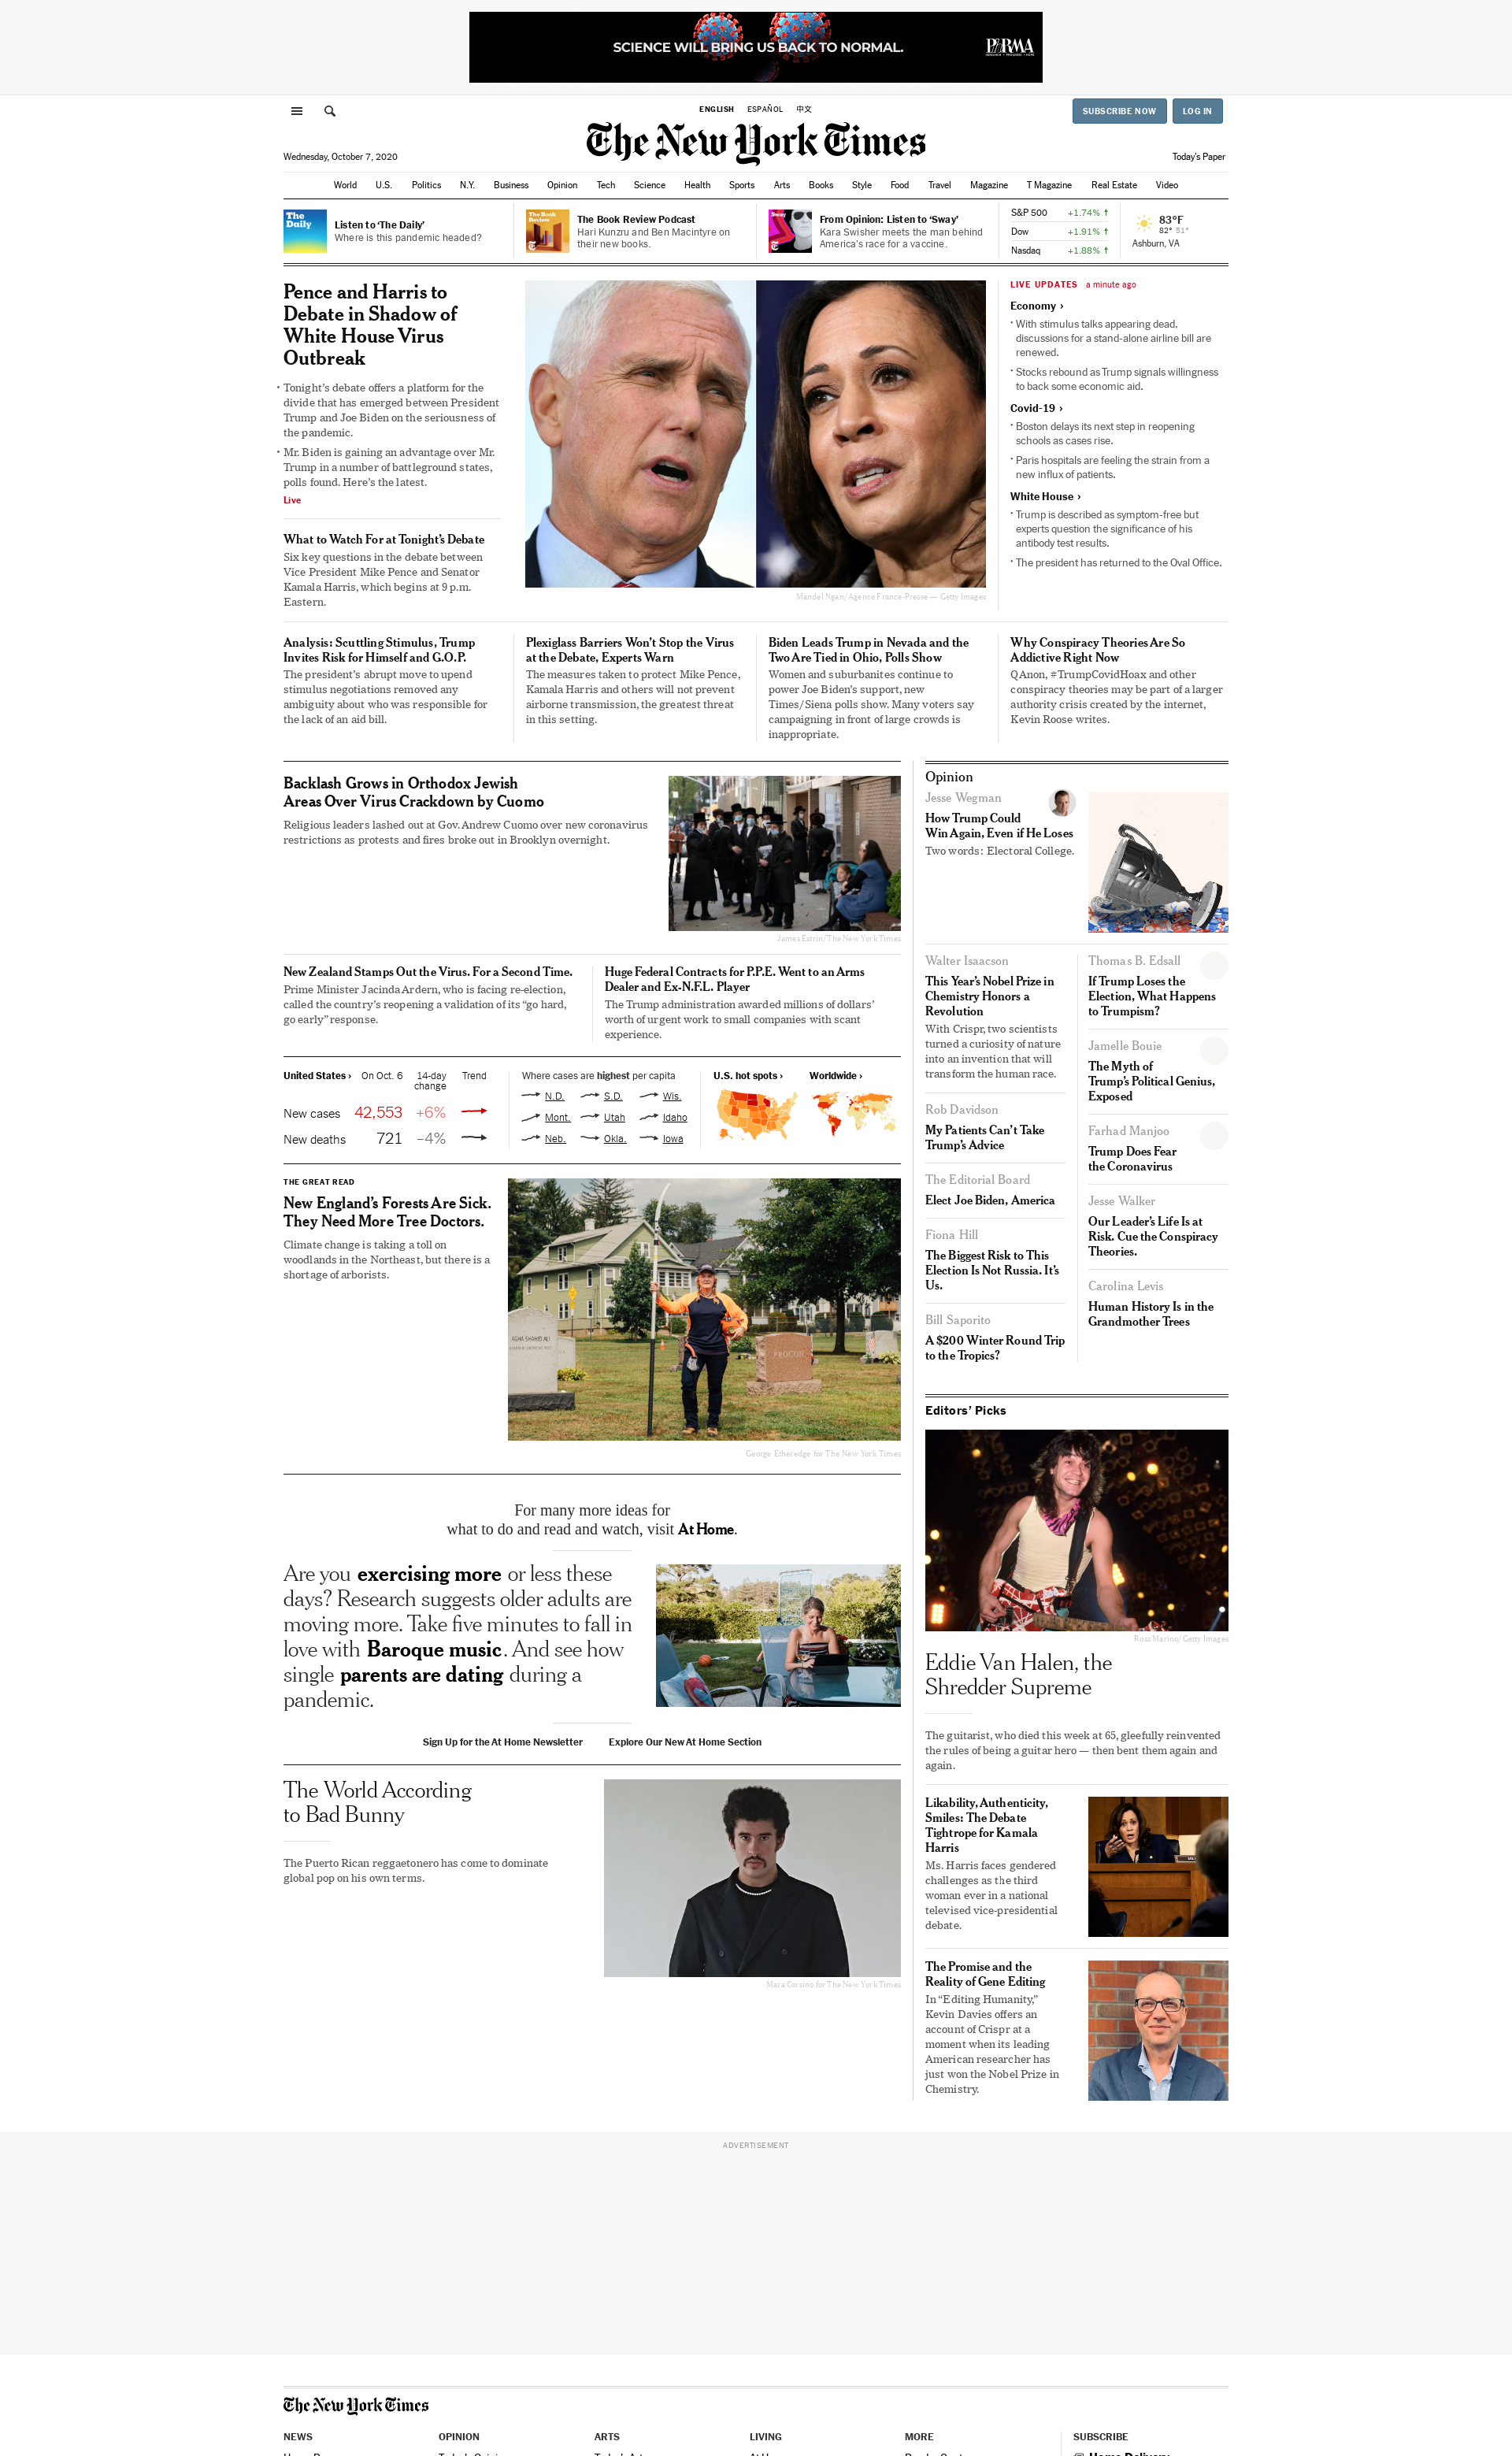 SCIENCE WILL BRING US BACK TO NORMAL.
PhRMA
ENGLISH ESPAÑOL 中文
SUBSCRIBE NOW LOG IN
The New York Times
Wednesday, October 7, 2020
Today's Paper
World U.S. Politics N.Y. Business Opinion Tech Science Health Sports Arts Books Style Food Travel Magazine T Magazine Real Estate Video
The
Daily
Listen to 'The Daily'
Where is this pandemic headed?
The Book
Review
The Book Review Podcast
Hari Kunzru and Ben Macintyre on
their new books.
Sway
From Opinion: Listen to 'Sway'
Kara Swisher meets the man behind
America's race for a vaccine.
S&P 500 +1.74% ↑
Dow +1.91% ↑
Nasdaq +1.88% ↑
83°F
82° 51°
Ashburn, VA
Pence and Harris to
Debate in Shadow of
White House Virus
Outbreak
• Tonight's debate offers a platform for the
divide that has emerged between President
Trump and Joe Biden on the seriousness of
the pandemic.
• Mr. Biden is gaining an advantage over Mr.
Trump in a number of battleground states,
polls found. Here's the latest.
Live
What to Watch For at Tonight's Debate
Six key questions in the debate between
Vice President Mike Pence and Senator
Kamala Harris, which begins at 9 p.m.
Eastern.
Mandel Ngan/Agence France-Presse — Getty Images
LIVE UPDATES a minute ago
Economy ›
• With stimulus talks appearing dead,
discussions for a stand-alone airline bill are
renewed.
• Stocks rebound as Trump signals willingness
to back some economic aid.
Covid-19 ›
• Boston delays its next step in reopening
schools as cases rise.
• Paris hospitals are feeling the strain from a
new influx of patients.
White House ›
• Trump is described as symptom-free but
experts question the significance of his
antibody test results.
• The president has returned to the Oval Office.
Analysis: Scuttling Stimulus, Trump
Invites Risk for Himself and G.O.P.
The president's abrupt move to upend
stimulus negotiations removed any
ambiguity about who was responsible for
the lack of an aid bill.
Plexiglass Barriers Won't Stop the Virus
at the Debate, Experts Warn
The measures taken to protect Mike Pence,
Kamala Harris and others will not prevent
airborne transmission, the greatest threat
in this setting.
Biden Leads Trump in Nevada and the
Two Are Tied in Ohio, Polls Show
Women and suburbanites continue to
power Joe Biden's support, new
Times/Siena polls show. Many voters say
campaigning in front of large crowds is
inappropriate.
Why Conspiracy Theories Are So
Addictive Right Now
QAnon, #TrumpCovidHoax and other
conspiracy theories may be part of a larger
authority crisis created by the internet,
Kevin Roose writes.
Backlash Grows in Orthodox Jewish
Areas Over Virus Crackdown by Cuomo
Religious leaders lashed out at Gov. Andrew Cuomo over new coronavirus
restrictions as protests and fires broke out in Brooklyn overnight.
James Estrin/The New York Times
New Zealand Stamps Out the Virus. For a Second Time.
Prime Minister Jacinda Ardern, who is facing re-election,
called the country's reopening a validation of its "go hard,
go early" response.
Huge Federal Contracts for P.P.E. Went to an Arms
Dealer and Ex-N.F.L. Player
The Trump administration awarded millions of dollars'
worth of urgent work to small companies with scant
experience.
United States › On Oct. 6 14-day
change Trend
New cases 42,553 +6%
New deaths 721 –4%
Where cases are highest per capita
N.D. S.D. Wis.
Mont. Utah Idaho
Neb. Okla. Iowa
U.S. hot spots › Worldwide ›
THE GREAT READ
New England's Forests Are Sick.
They Need More Tree Doctors.
Climate change is taking a toll on
woodlands in the Northeast, but there is a
shortage of arborists.
AGHA SHAHID ALI
PROCON
George Etheredge for The New York Times
For many more ideas for
what to do and read and watch, visit At Home.
Are you exercising more or less these
days? Research suggests older adults are
moving more. Take five minutes to fall in
love with Baroque music. And see how
single parents are dating during a
pandemic.
Sign Up for the At Home Newsletter Explore Our New At Home Section
The World According
to Bad Bunny
The Puerto Rican reggaetonero has come to dominate
global pop on his own terms.
Mara Corsino for The New York Times
Opinion
Jesse Wegman
How Trump Could
Win Again, Even if He Loses
Two words: Electoral College.
Walter Isaacson
This Year's Nobel Prize in
Chemistry Honors a
Revolution
With Crispr, two scientists
turned a curiosity of nature
into an invention that will
transform the human race.
Rob Davidson
My Patients Can't Take
Trump's Advice
The Editorial Board
Elect Joe Biden, America
Fiona Hill
The Biggest Risk to This
Election Is Not Russia. It's
Us.
Bill Saporito
A $200 Winter Round Trip
to the Tropics?
Thomas B. Edsall
If Trump Loses the
Election, What Happens
to Trumpism?
Jamelle Bouie
The Myth of
Trump's Political Genius,
Exposed
Farhad Manjoo
Trump Does Fear
the Coronavirus
Jesse Walker
Our Leader's Life Is at
Risk. Cue the Conspiracy
Theories.
Carolina Levis
Human History Is in the
Grandmother Trees
Editors' Picks
Ross Marino/Getty Images
Eddie Van Halen, the
Shredder Supreme
The guitarist, who died this week at 65, gleefully reinvented
the rules of being a guitar hero — then bent them again and
again.
Likability, Authenticity,
Smiles: The Debate
Tightrope for Kamala
Harris
Ms. Harris faces gendered
challenges as the third
woman ever in a national
televised vice-presidential
debate.
The Promise and the
Reality of Gene Editing
In "Editing Humanity,"
Kevin Davies offers an
account of Crispr at a
moment when its leading
American researcher has
just won the Nobel Prize in
Chemistry.
ADVERTISEMENT
The New York Times
NEWS OPINION ARTS LIVING MORE SUBSCRIBE